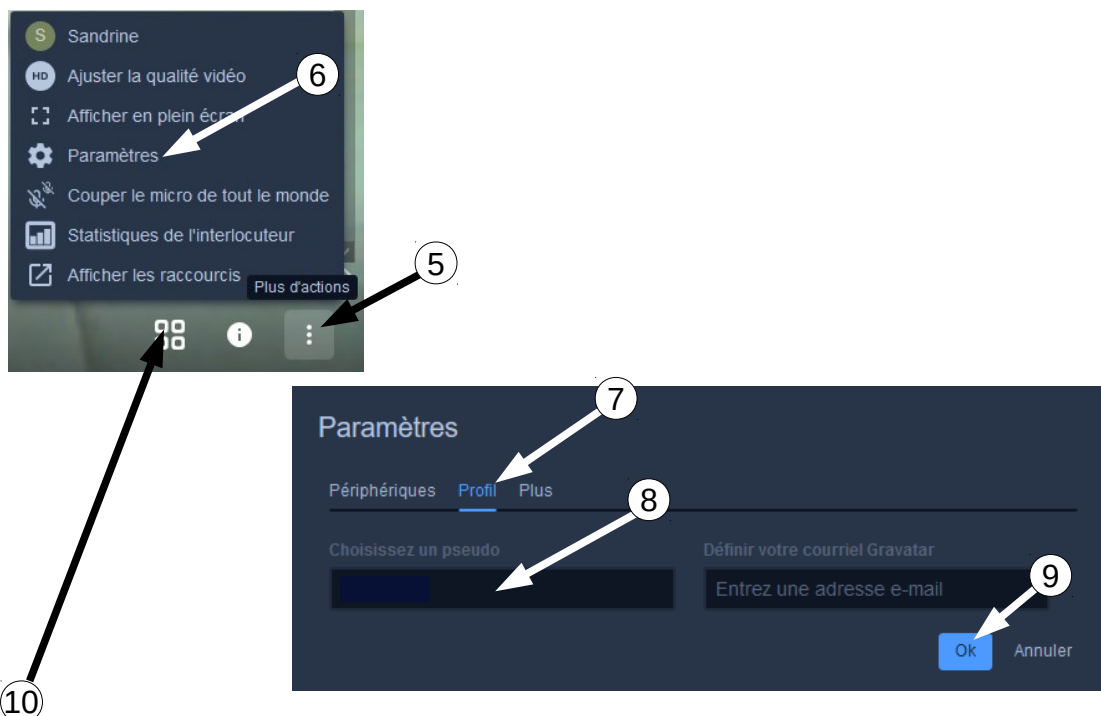 S Sandrine
HD Ajuster la qualité vidéo
6
Afficher en plein écran
Paramètres
Couper le micro de tout le monde
Statistiques de l'interlocuteur
5
Afficher les raccourcis
Plus d'actions
i
7
Paramètres
Périphériques Profil Plus
8
Choisissez un pseudo Définir votre courriel Gravatar
9
Entrez une adresse e-mail
Ok Annuler
10